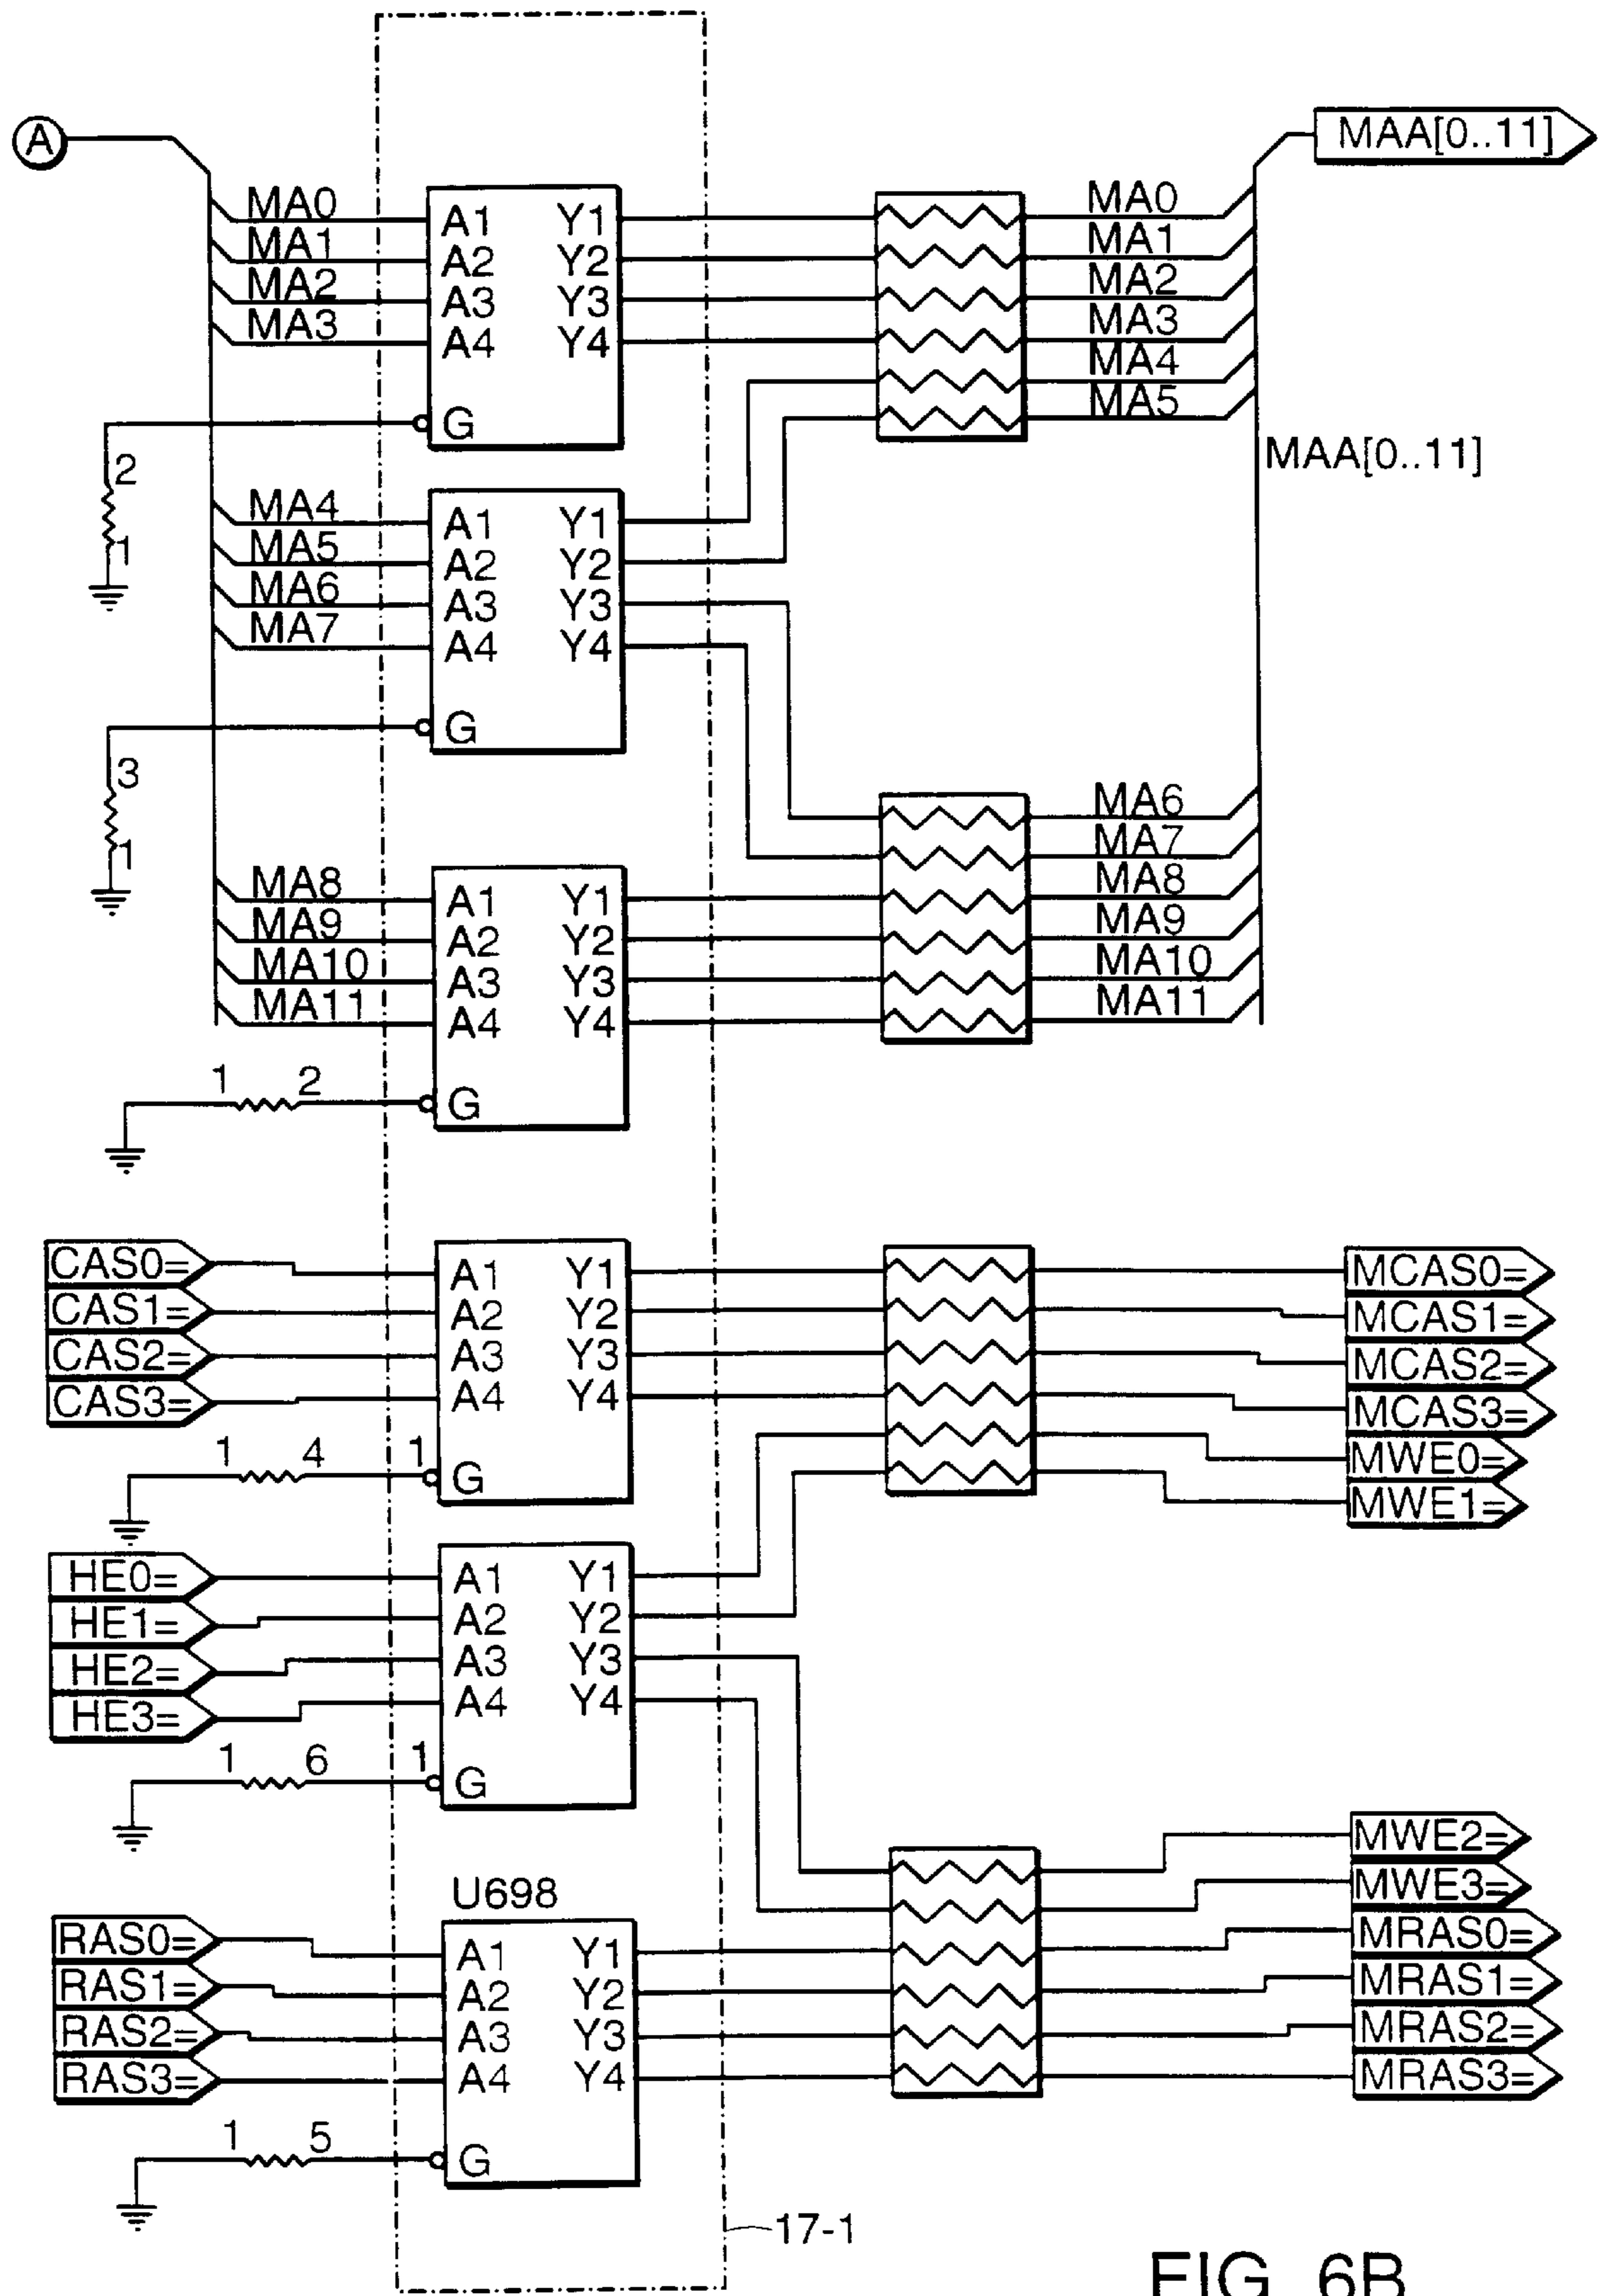 A
MAA[0..11]
MA0 A1 Y1 MA0
MA1 A2 Y2 MA1
MA2 A3 Y3 MA2
MA3 A4 Y4 MA3
MA4
MA5
G
MAA[0..11]
2
1
MA4 A1 Y1
MA5 A2 Y2
MA6 A3 Y3
MA7 A4 Y4
G
3
1
MA6
MA7
MA8 A1 Y1 MA8
MA9 A2 Y2 MA9
MA10 A3 Y3 MA10
MA11 A4 Y4 MA11
1 2 G
CAS0= A1 Y1 MCAS0=
CAS1= A2 Y2 MCAS1=
CAS2= A3 Y3 MCAS2=
CAS3= A4 Y4 MCAS3=
1 4 1 G MWE0=
MWE1=
HE0= A1 Y1
HE1= A2 Y2
HE2= A3 Y3
HE3= A4 Y4
1 6 1 G
MWE2=
U698 MWE3=
RAS0= A1 Y1 MRAS0=
RAS1= A2 Y2 MRAS1=
RAS2= A3 Y3 MRAS2=
RAS3= A4 Y4 MRAS3=
1 5 G
17-1
FIG. 6B